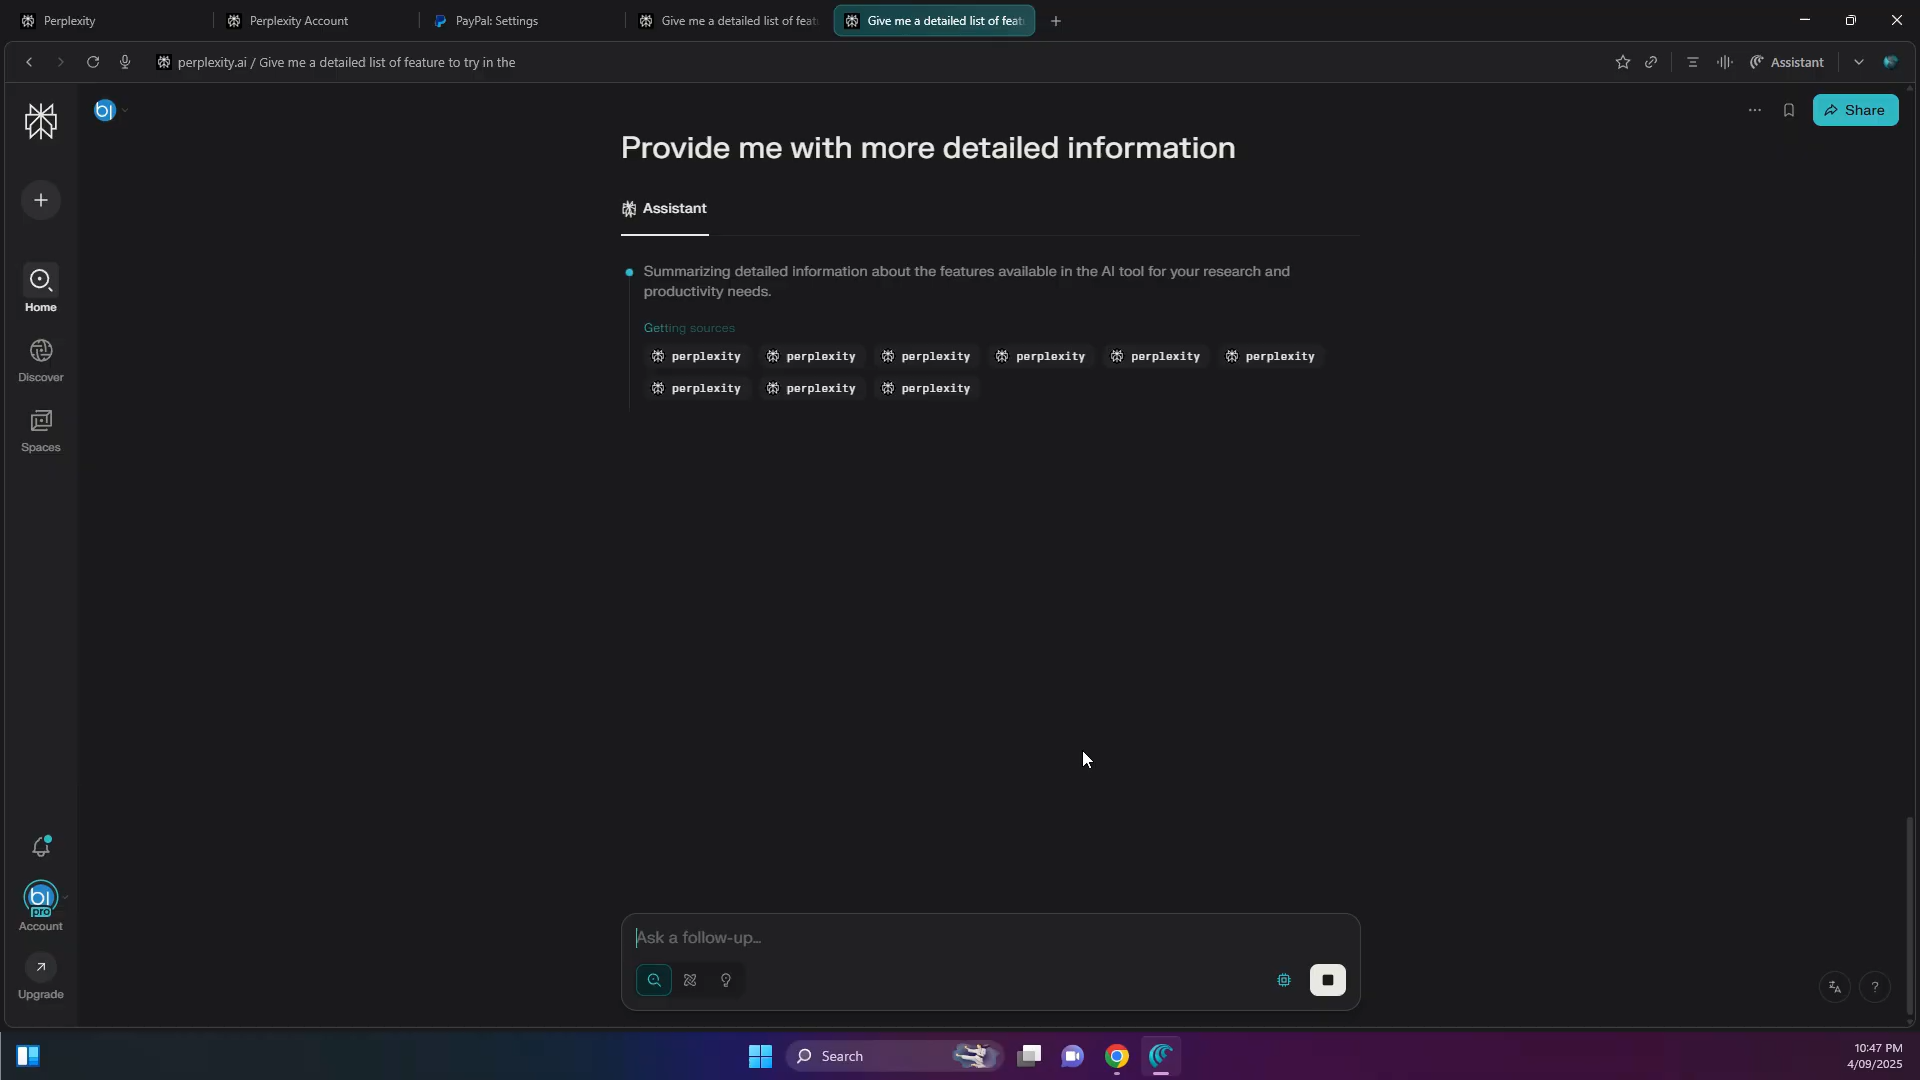 Perplexity
Perplexity Account
PayPal: Settings
Give me a detailed list of feat
Give me a detailed list of feat
perplexity.ai / Give me a detailed list of feature to try in the
Assistant
bl
Share
Provide me with more detailed information
Assistant
Summarizing detailed information about the features available in the AI tool for your research and
productivity needs.
Getting sources
perplexity perplexity perplexity perplexity perplexity perplexity
perplexity perplexity perplexity
Home
Discover
Spaces
bl
pro
Account
Upgrade
Ask a follow-up...
?
Search
10:47 PM
4/09/2025